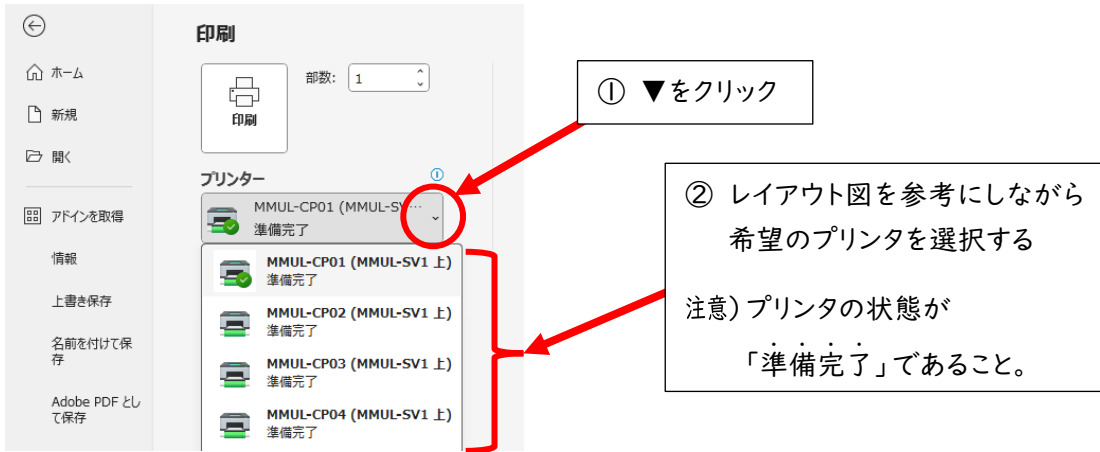 印刷
ホーム
新規
開く
アドインを取得
情報
上書き保存
名前を付けて保
存
Adobe PDF とし
て保存
部数: 1
印刷
プリンター
MMUL-CP01 (MMUL-SV…
準備完了
MMUL-CP01 (MMUL-SV1 上)
準備完了
MMUL-CP02 (MMUL-SV1 上)
準備完了
MMUL-CP03 (MMUL-SV1 上)
準備完了
MMUL-CP04 (MMUL-SV1 上)
準備完了
① ▼をクリック
② レイアウト図を参考にしながら
希望のプリンタを選択する
注意）プリンタの状態が
「準備完了」であること。